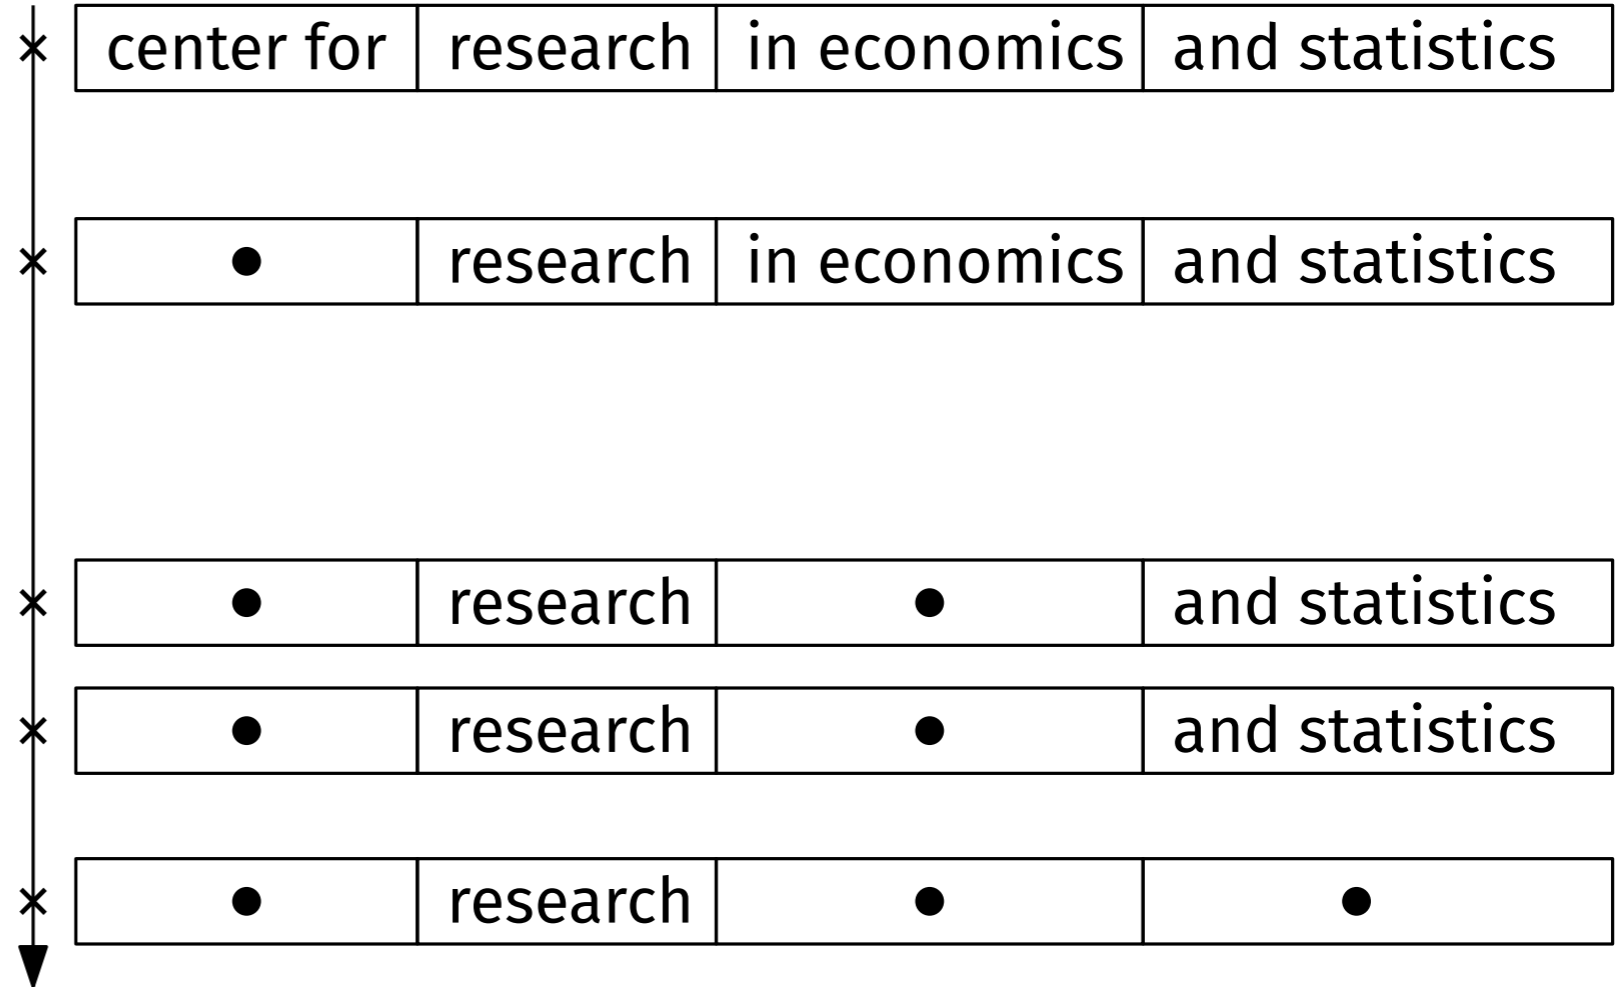 center for research in economics and statistics
● research in economics and statistics
● research ● and statistics
● research ● and statistics
● research ● ●